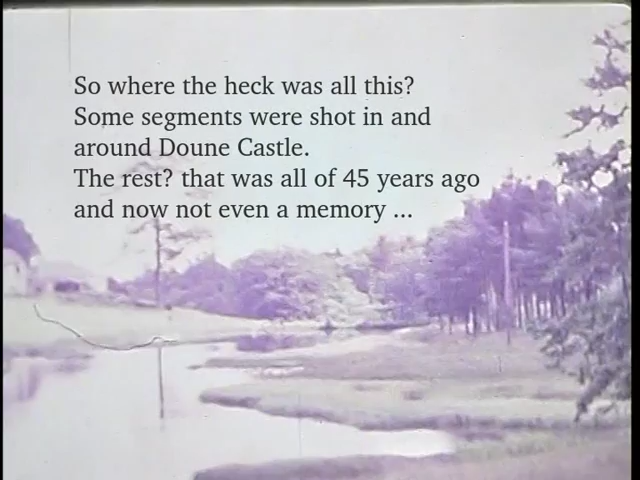 So where the heck was all this?
Some segments were shot in and
around Doune Castle.
The rest? that was all of 45 years ago
and now not even a memory ...